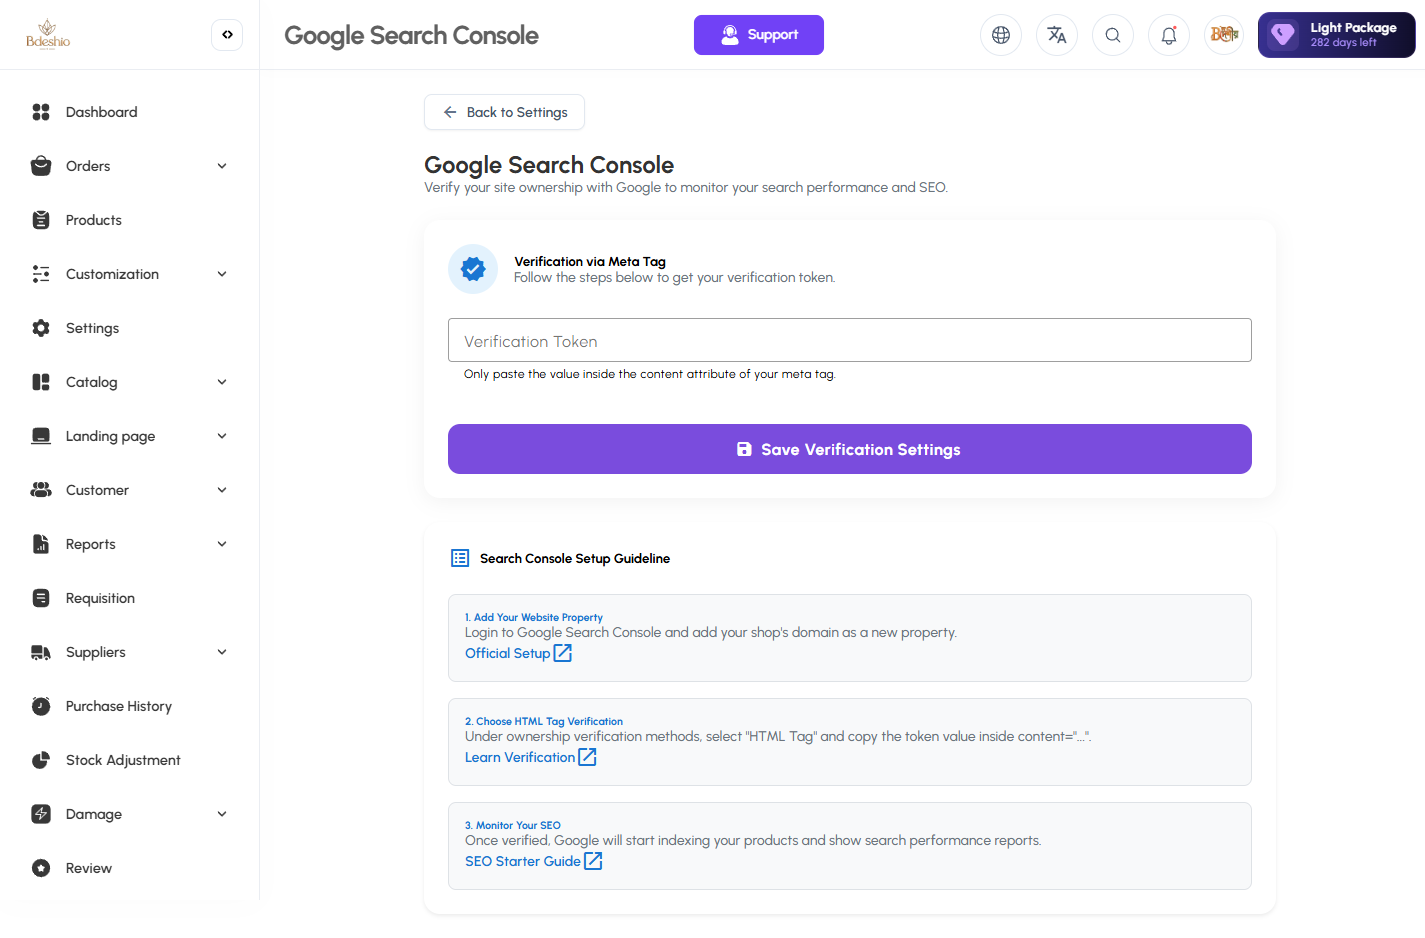 Bdeshio
Google Search Console
Support
Light Package
282 days left
Dashboard
Orders
Products
Customization
Settings
Catalog
Landing page
Customer
Reports
Requisition
Suppliers
Purchase History
Stock Adjustment
Damage
Review
Back to Settings
Google Search Console
Verify your site ownership with Google to monitor your search performance and SEO.
Verification via Meta Tag
Follow the steps below to get your verification token.
Verification Token
Only paste the value inside the content attribute of your meta tag.
Save Verification Settings
Search Console Setup Guideline
1. Add Your Website Property
Login to Google Search Console and add your shop's domain as a new property.
Official Setup
2. Choose HTML Tag Verification
Under ownership verification methods, select "HTML Tag" and copy the token value inside content="...".
Learn Verification
3. Monitor Your SEO
Once verified, Google will start indexing your products and show search performance reports.
SEO Starter Guide